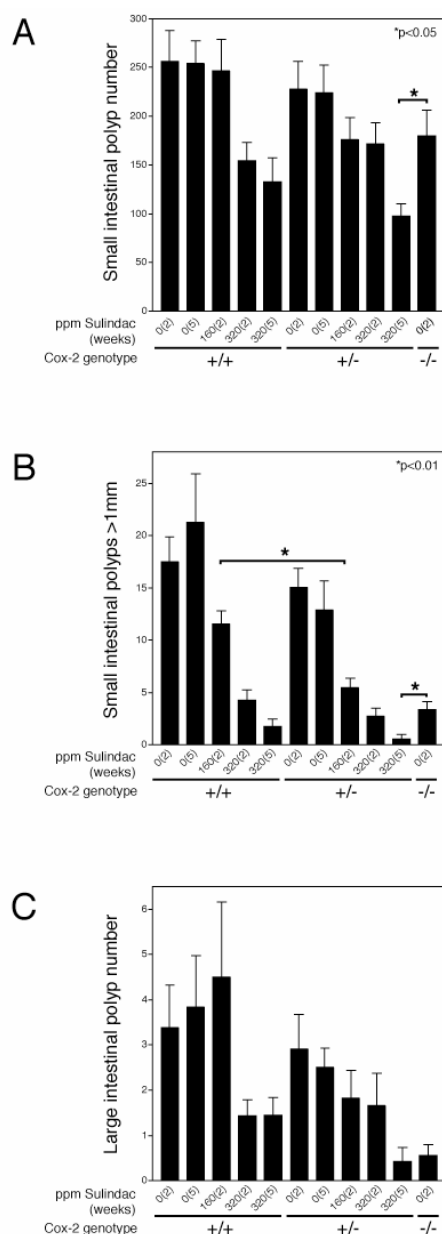 A
*p<0.05
Small intestinal polyp number
300
250
200
150
100
50
0
*
ppm Sulindac
(weeks)
0(2) 0(5) 160(2) 320(2) 320(5) 0(2) 0(5) 160(2) 320(2) 320(5) 0(2)
Cox-2 genotype
+/+ +/- -/-
B
*p<0.01
Small intestinal polyps >1mm
25
20
15
10
5
0
*
*
ppm Sulindac
(weeks)
0(2) 0(5) 160(2) 320(2) 320(5) 0(2) 0(5) 160(2) 320(2) 320(5) 0(2)
Cox-2 genotype
+/+ +/- -/-
C
Large intestinal polyp number
6
5
4
3
2
1
0
ppm Sulindac
(weeks)
0(2) 0(5) 160(2) 320(2) 320(5) 0(2) 0(5) 160(2) 320(2) 320(5) 0(2)
Cox-2 genotype
+/+ +/- -/-